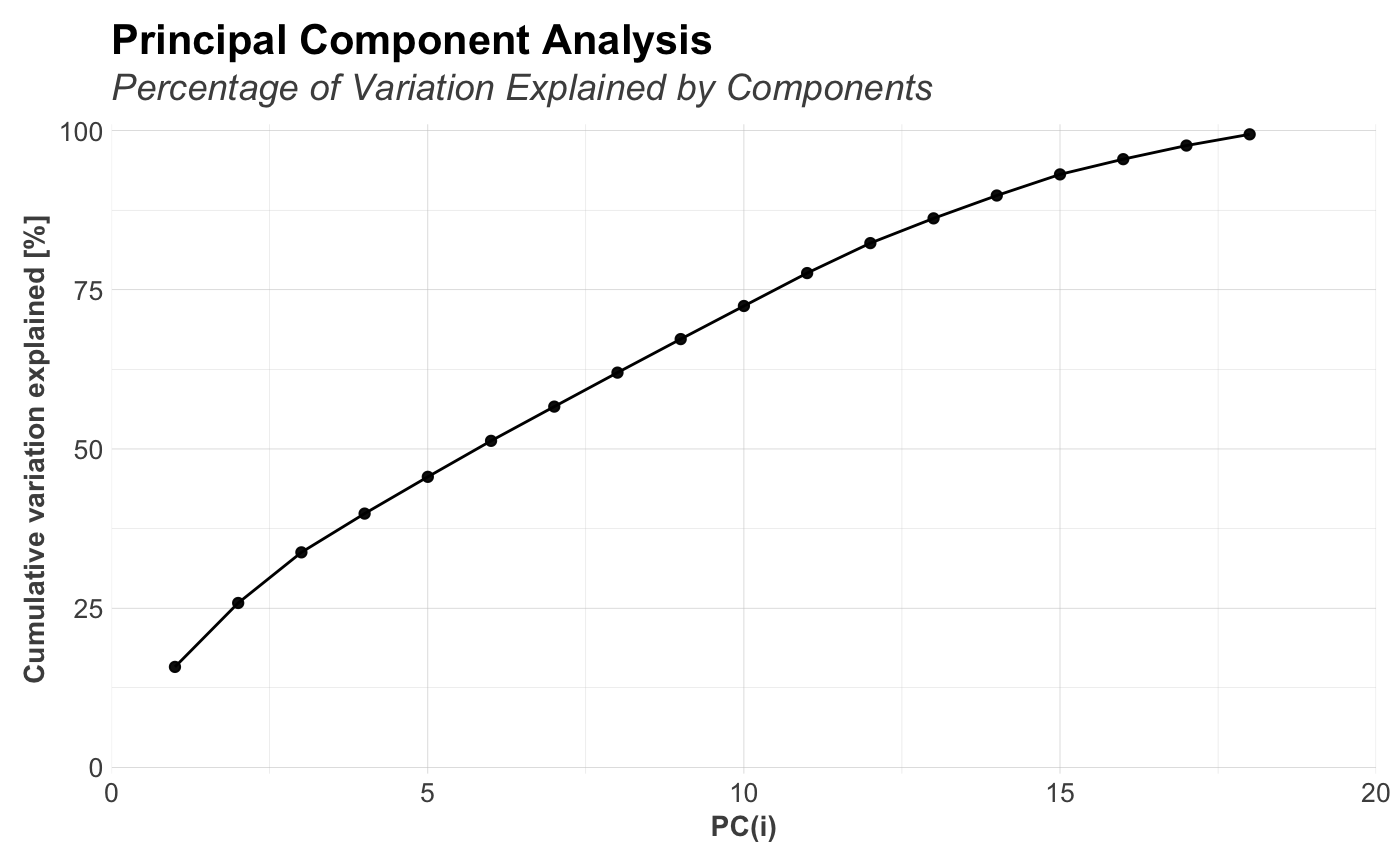 Principal Component Analysis
Percentage of Variation Explained by Components
Cumulative variation explained [%]
100
75
50
25
0
0 5 10 15 20
PC(i)